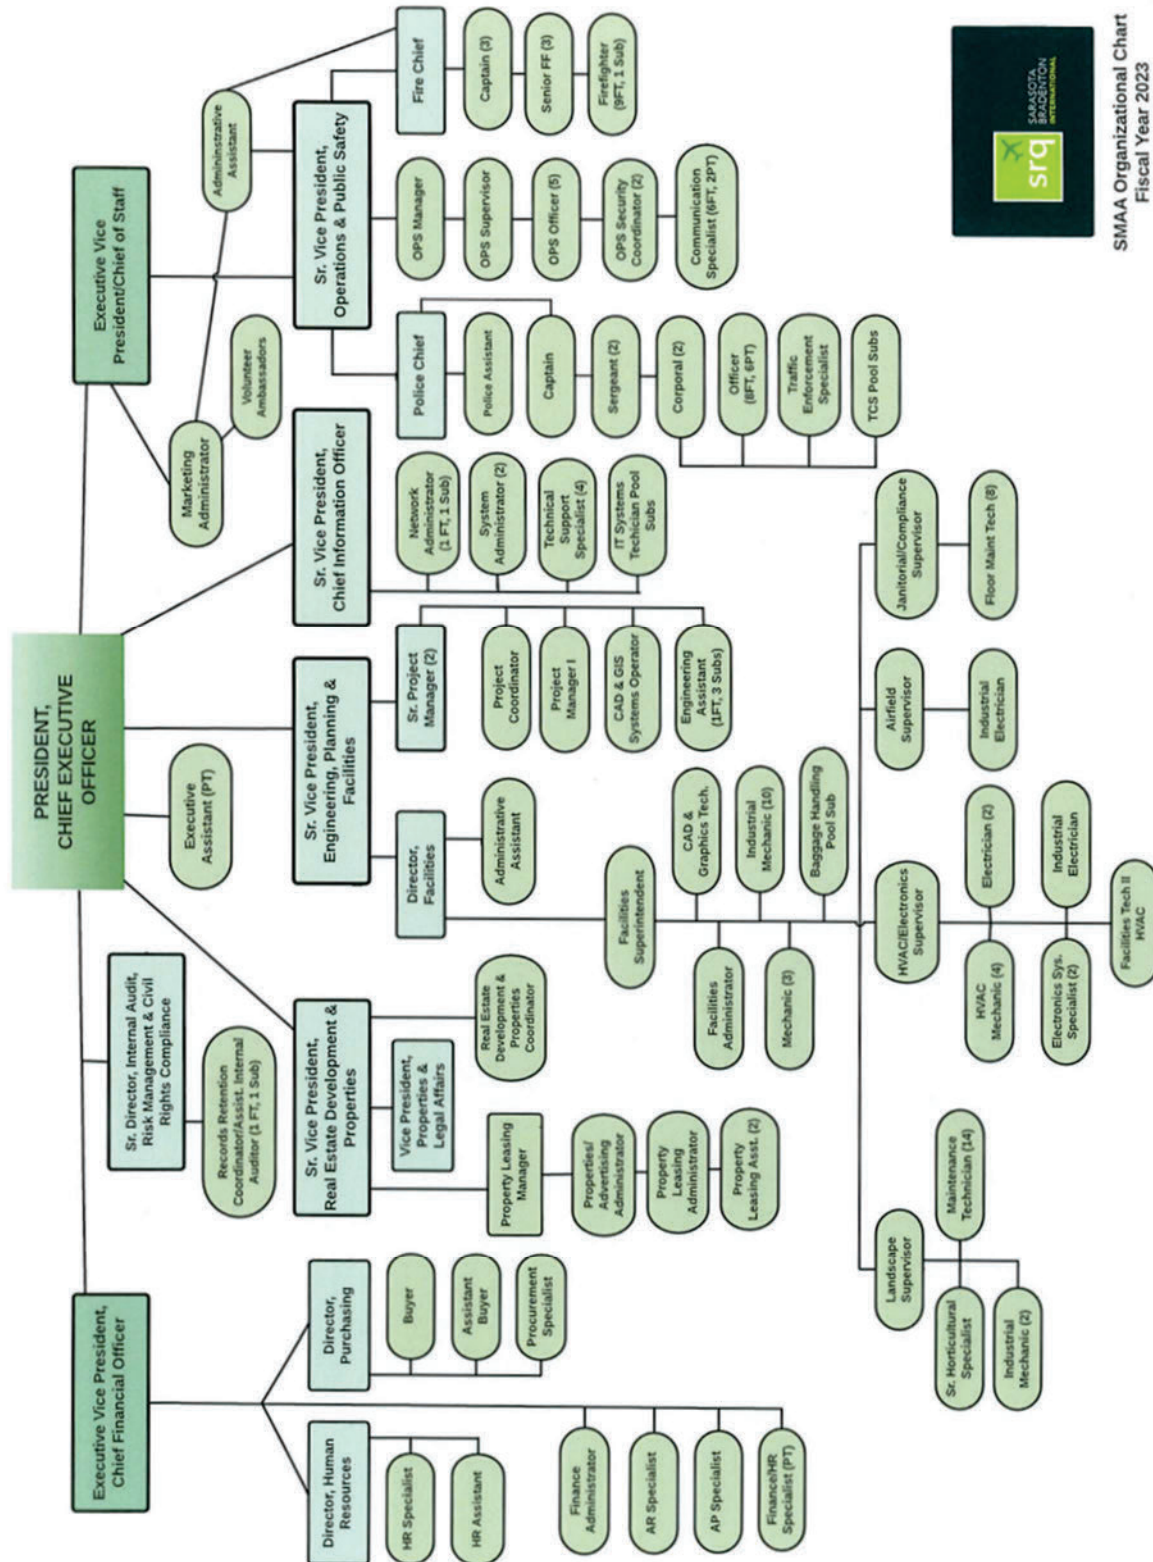 PRESIDENT,
CHIEF EXECUTIVE
OFFICER
Executive Vice President,
Chief Financial Officer
Sr. Director, Internal Audit,
Risk Management & Civil
Rights Compliance
Records Retention
Coordinator/Assist. Internal
Auditor (1 FT, 1 Sub)
Executive
Assistant (PT)
Executive Vice
President/Chief of Staff
Marketing
Administrator
Volunteer
Ambassadors
Admininstrative
Assistant
Director, Human
Resources
HR Specialist
HR Assistant
Director,
Purchasing
Buyer
Assistant
Buyer
Procurement
Specialist
Finance
Administrator
AR Specialist
AP Specialist
Finance/HR
Specialist (PT)
Sr. Vice President,
Real Estate Development &
Properties
Vice President,
Properties &
Legal Affairs
Property Leasing
Manager
Properties/
Advertising
Administrator
Property
Leasing
Administrator
Property
Leasing Asst. (2)
Real Estate
Development &
Properties
Coordinator
Sr. Vice President,
Engineering, Planning &
Facilities
Director,
Facilities
Administrative
Assistant
Facilities
Superintendent
CAD &
Graphics Tech.
Facilities
Administrator
Industrial
Mechanic (10)
Mechanic (3)
Baggage Handling
Pool Sub
Sr. Project
Manager (2)
Project
Coordinator
Project
Manager I
CAD & GIS
Systems Operator
Engineering
Assistant
(1FT, 3 Subs)
Sr. Vice President,
Chief Information Officer
Network
Administrator
(1 FT, 1 Sub)
System
Administrator (2)
Technical
Support
Specialist (4)
IT Systems
Techician Pool
Subs
Sr. Vice President,
Operations & Public Safety
Police Chief
Police Assistant
Captain
Sergeant (2)
Corporal (2)
Officer
(8FT, 6PT)
Traffic
Enforcement
Specialist
TCS Pool Subs
OPS Manager
OPS Supervisor
OPS Officer (5)
OPS Security
Coordinator (2)
Communication
Specialist (6FT, 2PT)
Fire Chief
Captain (3)
Senior FF (3)
Firefighter
(9FT, 1 Sub)
Landscape
Supervisor
Sr. Horticultural
Specialist
Maintenance
Technician (14)
Industrial
Mechanic (2)
HVAC/Electronics
Supervisor
HVAC
Mechanic (4)
Electrician (2)
Electronics Sys.
Specialist (2)
Industrial
Electrician
Facilities Tech II
HVAC
Airfield
Supervisor
Industrial
Electrician
Janitorial/Compliance
Supervisor
Floor Maint Tech (8)
srq
SARASOTA
BRADENTON
INTERNATIONAL
SMAA Organizational Chart
Fiscal Year 2023